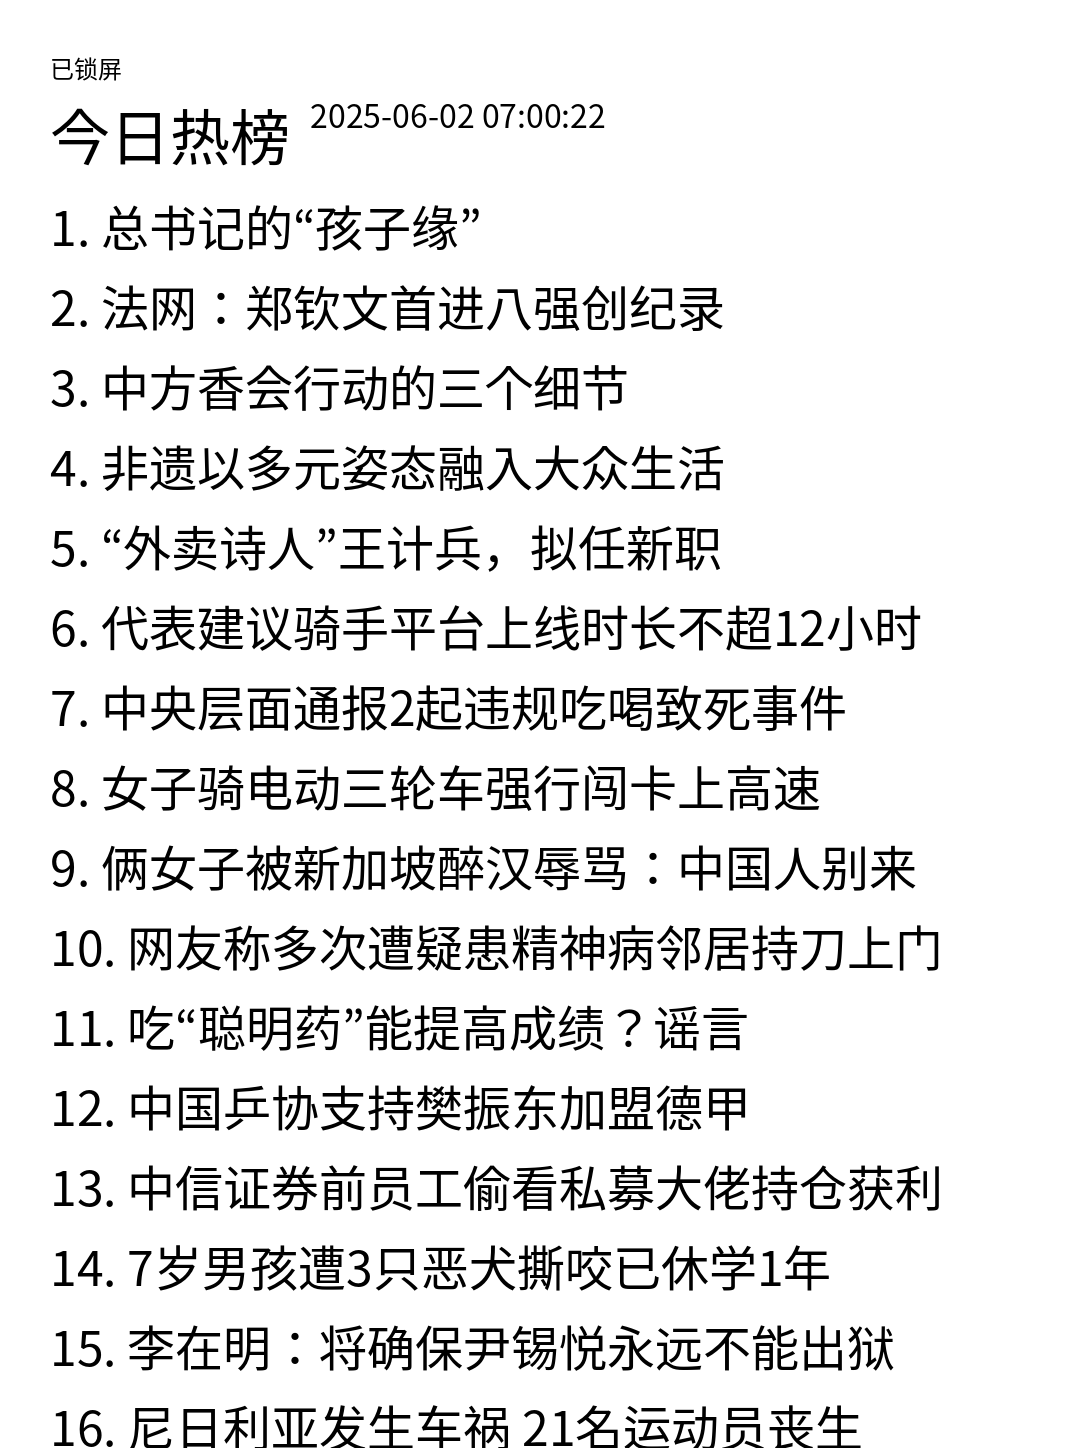 已锁屏
今日热榜 2025-06-02 07:00:22
1. 总书记的“孩子缘”
2. 法网：郑钦文首进八强创纪录
3. 中方香会行动的三个细节
4. 非遗以多元姿态融入大众生活
5. “外卖诗人”王计兵，拟任新职
6. 代表建议骑手平台上线时长不超12小时
7. 中央层面通报2起违规吃喝致死事件
8. 女子骑电动三轮车强行闯卡上高速
9. 俩女子被新加坡醉汉辱骂：中国人别来
10. 网友称多次遭疑患精神病邻居持刀上门
11. 吃“聪明药”能提高成绩？谣言
12. 中国乒协支持樊振东加盟德甲
13. 中信证券前员工偷看私募大佬持仓获利
14. 7岁男孩遭3只恶犬撕咬已休学1年
15. 李在明：将确保尹锡悦永远不能出狱
16. 尼日利亚发生车祸 21名运动员丧生